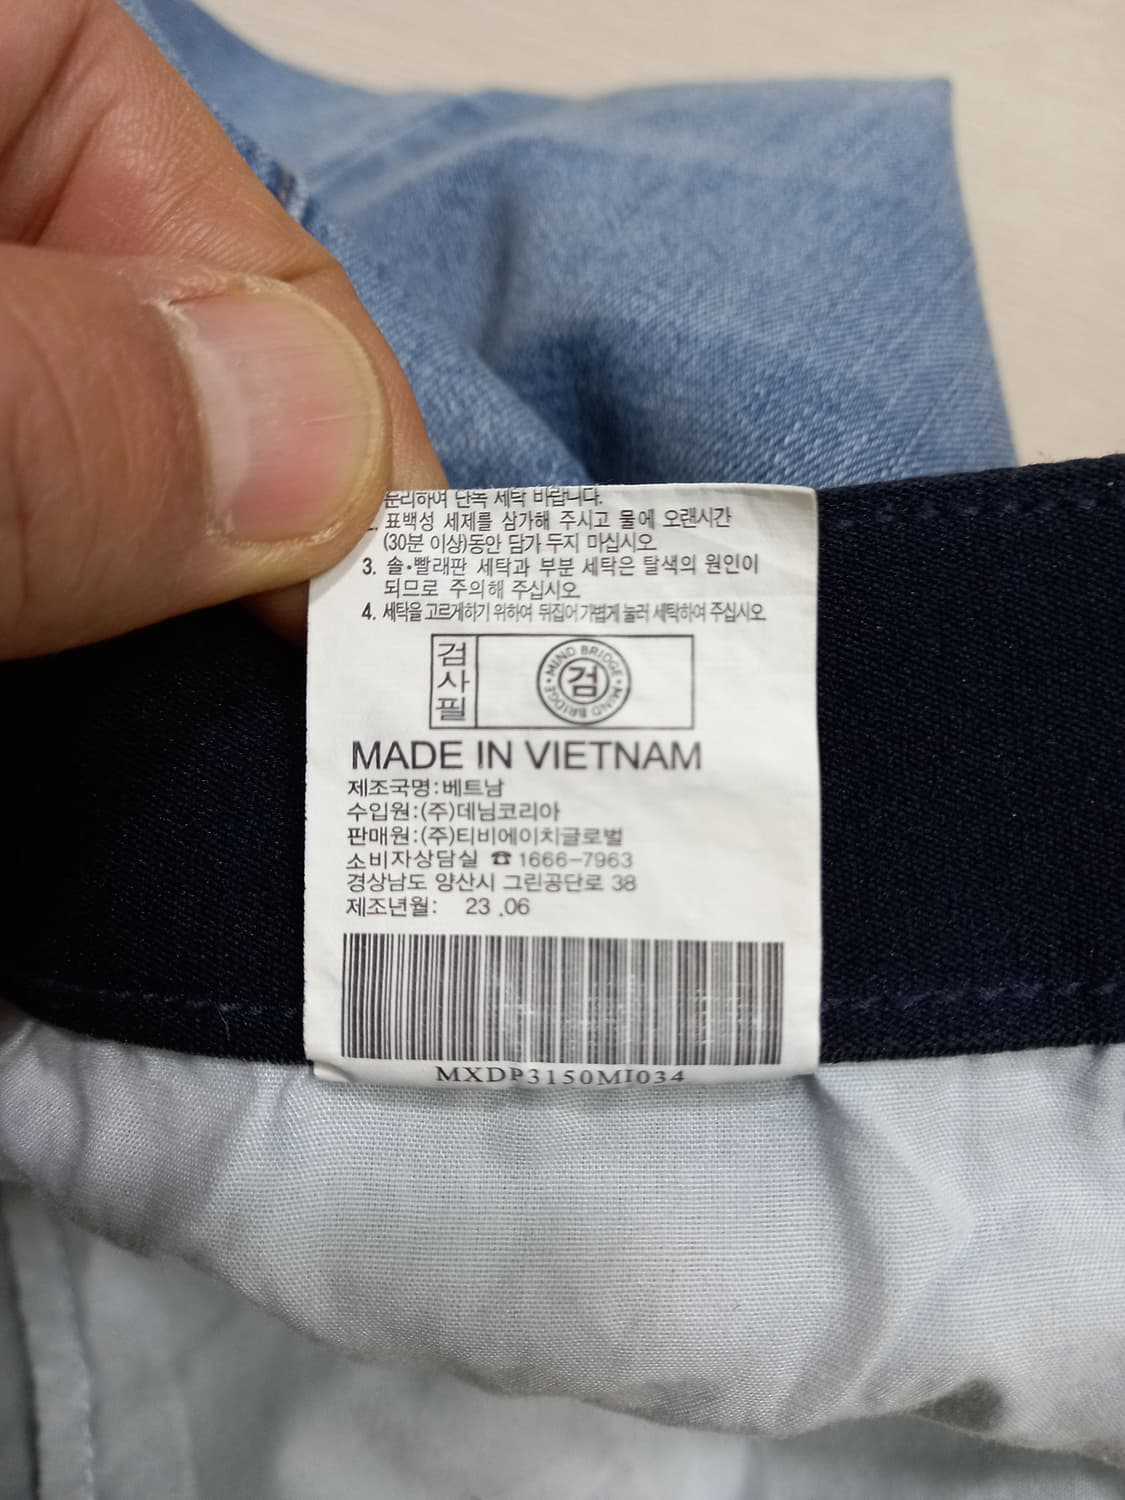 분리하여 단독 세탁 바랍니다.
표백성 세제를 삼가해 주시고 물에 오랜시간
(30분 이상)동안 담가 두지 마십시오
3. 솔·빨래판 세탁과 부분 세탁은 탈색의 원인이
되므로 주의해 주십시오
4. 세탁을 고르게하기 위하여 뒤집어 가볍게 눌러 세탁하여 주십시오
검사필
MIND BRIDGE • MIND BRIDGE •
검
MADE IN VIETNAM
제조국명:베트남
수입원:(주)데님코리아
판매원:(주)티비에이치글로벌
소비자상담실 ☎ 1666-7963
경상남도 양산시 그린공단로 38
제조년월: 23 .06
MXDP3150MI034